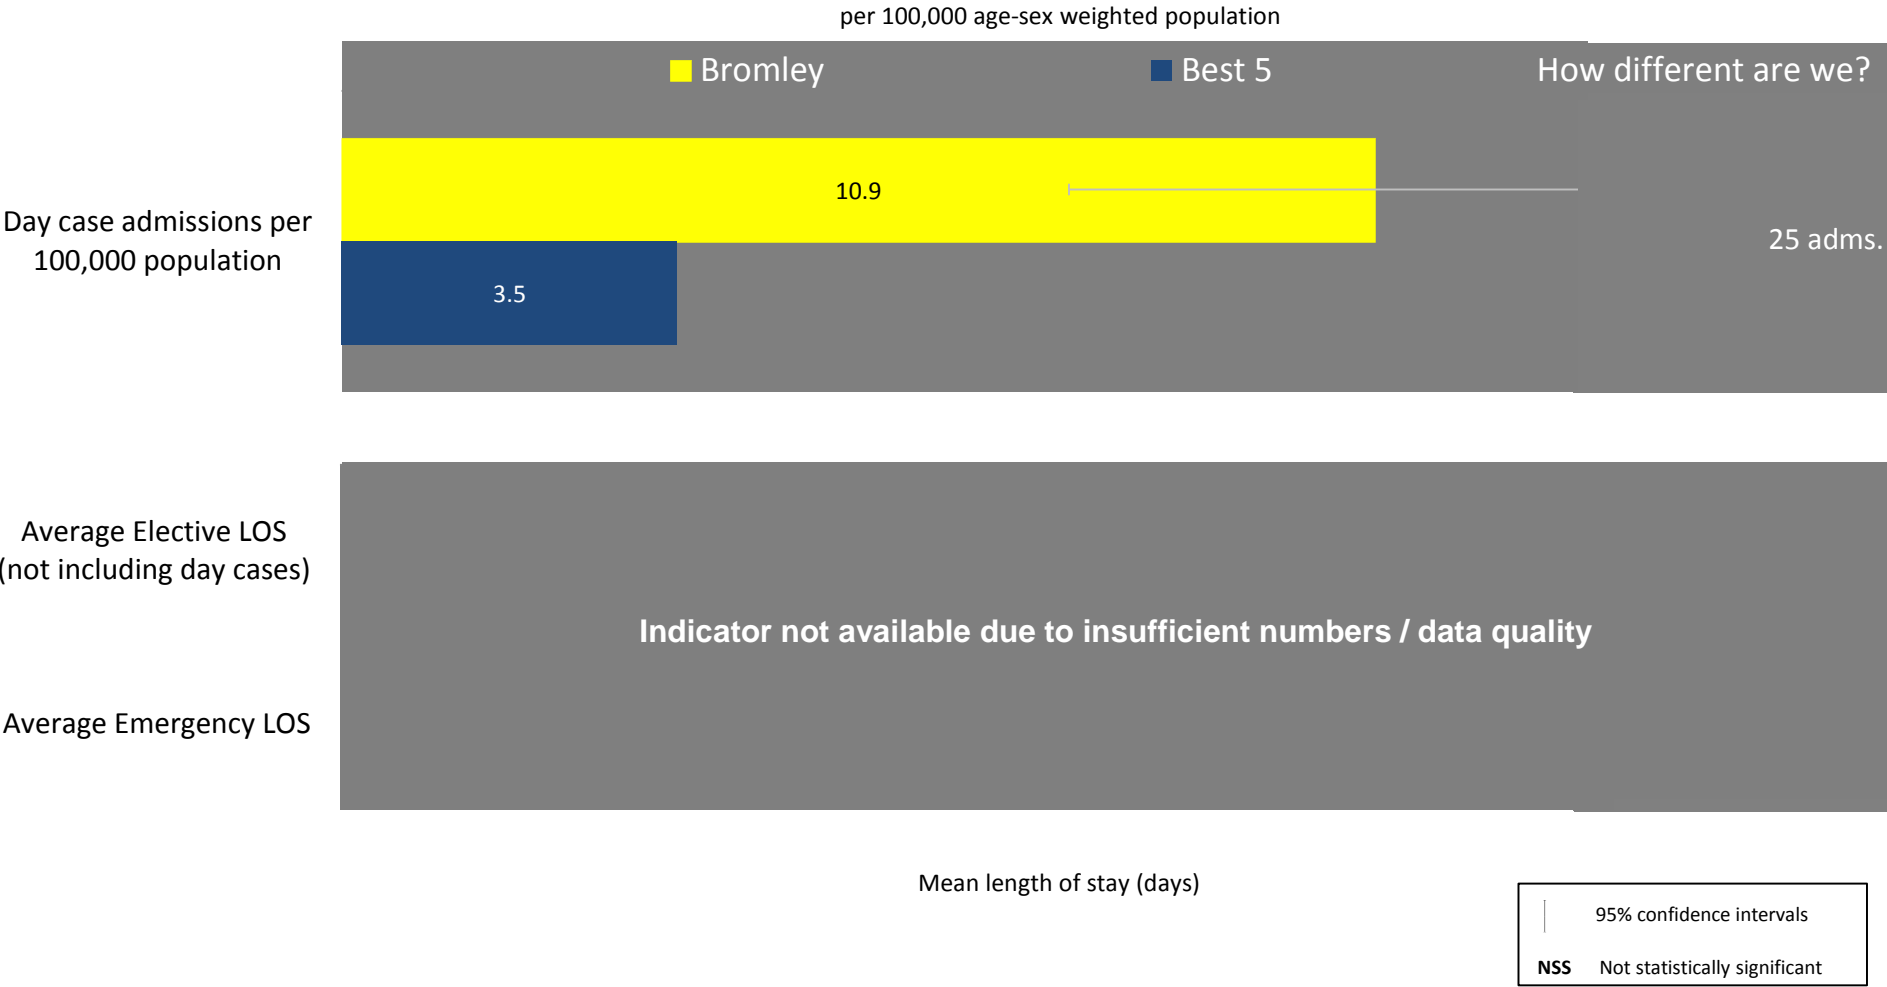 per 100,000 age-sex weighted population
Bromley
Best 5
How different are we?
Day case admissions per
100,000 population
10.9
3.5
25 adms.
Average Elective LOS
(not including day cases)
Indicator not available due to insufficient numbers / data quality
Average Emergency LOS
Mean length of stay (days)
95% confidence intervals
NSS Not statistically significant